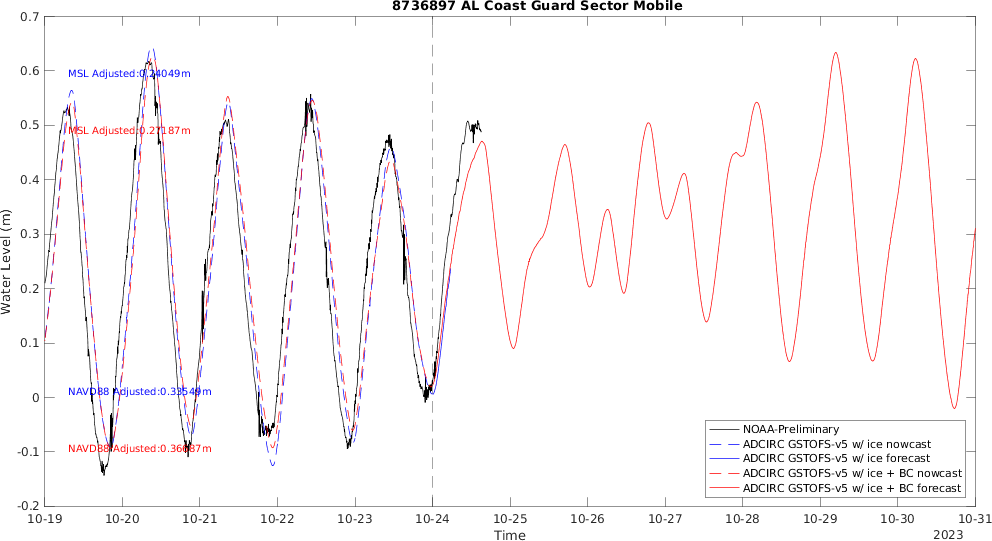 8736897 AL Coast Guard Sector Mobile
0.7
0.6
0.5
0.4
0.3
0.2
0.1
0
-0.1
-0.2
Water Level (m)
MSL Adjusted:0.24049m
MSL Adjusted:0.27187m
NAVD88 Adjusted:0.33549m
NAVD88 Adjusted:0.36687m
NOAA-Preliminary
ADCIRC GSTOFS-v5 w/ ice nowcast
ADCIRC GSTOFS-v5 w/ ice forecast
ADCIRC GSTOFS-v5 w/ ice + BC nowcast
ADCIRC GSTOFS-v5 w/ ice + BC forecast
10-19 10-20 10-21 10-22 10-23 10-24 10-25 10-26 10-27 10-28 10-29 10-30 10-31
Time
2023